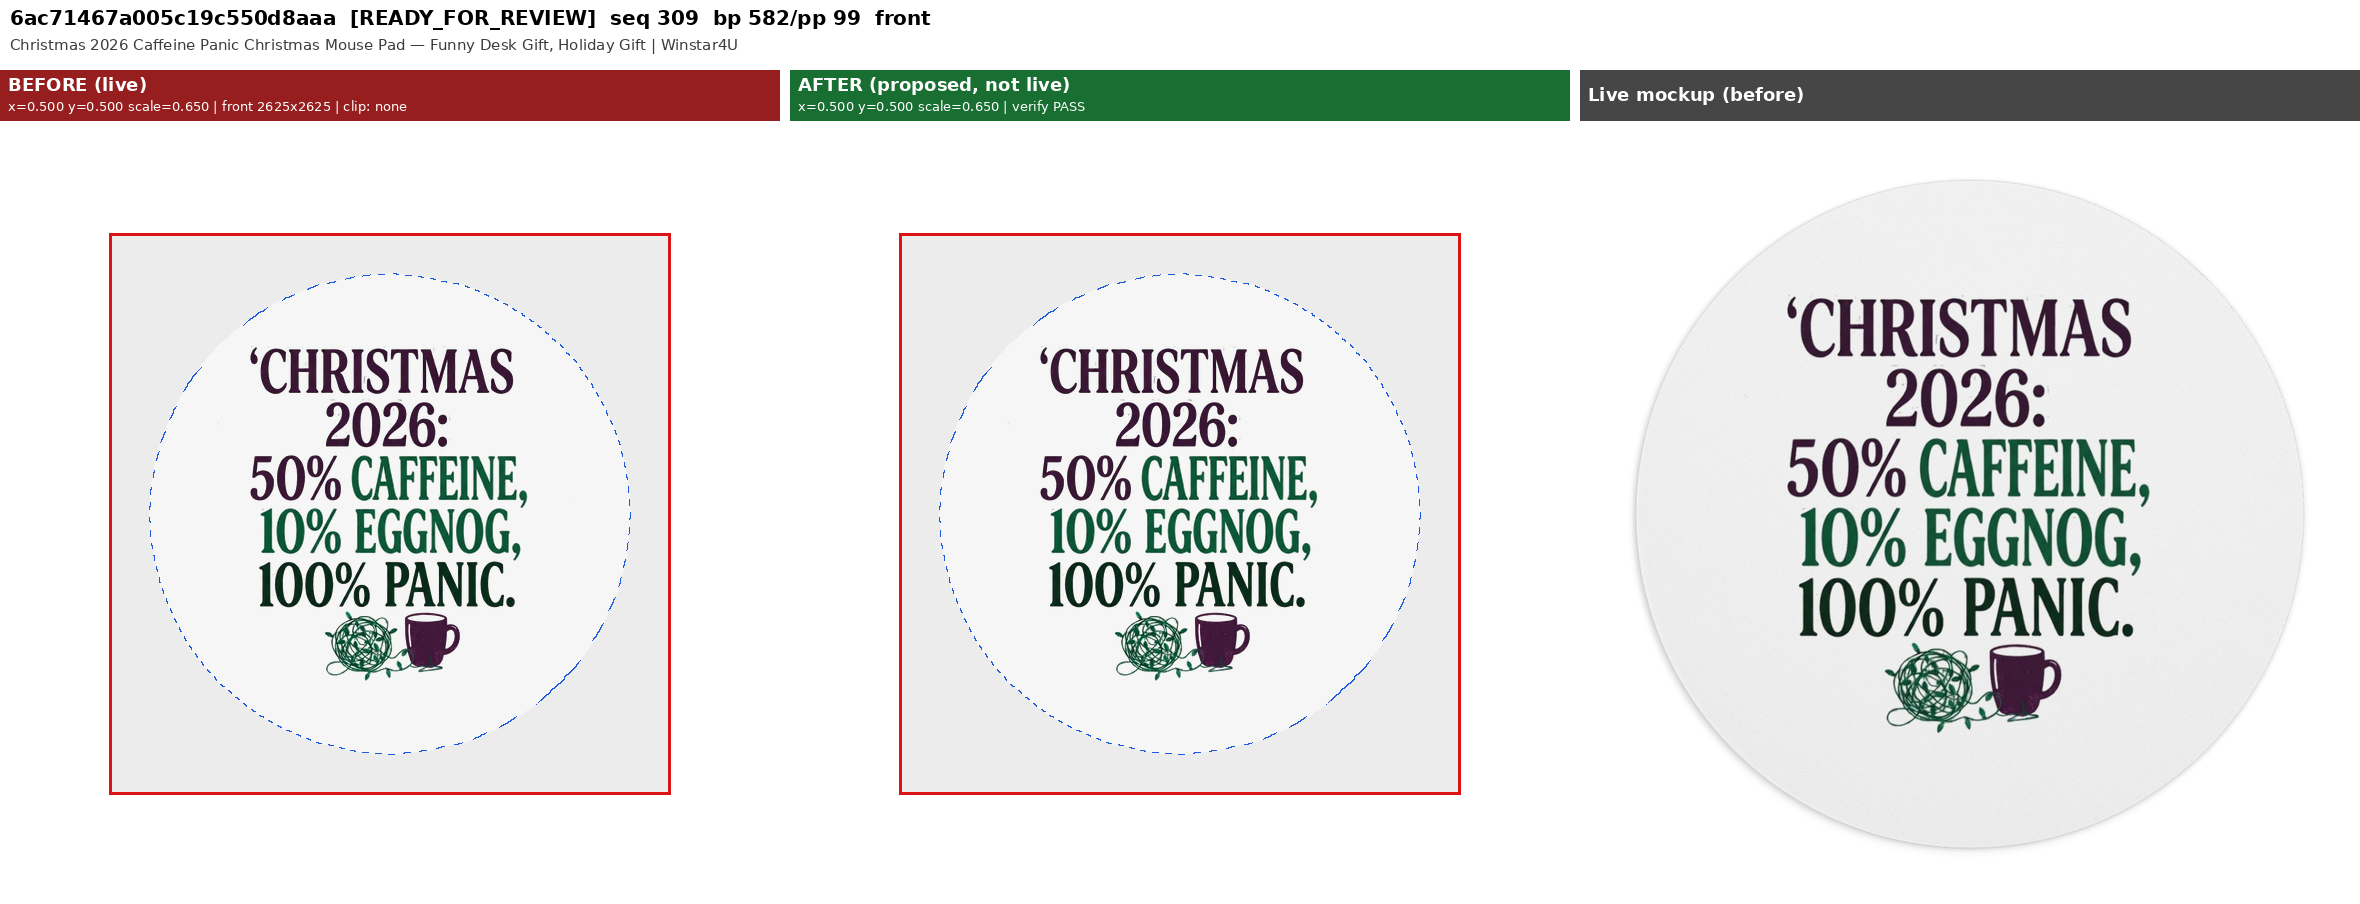 6ac71467a005c19c550d8aaa [READY_FOR_REVIEW] seq 309 bp 582/pp 99 front
Christmas 2026 Caffeine Panic Christmas Mouse Pad — Funny Desk Gift, Holiday Gift | Winstar4U
BEFORE (live)
x=0.500 y=0.500 scale=0.650 | front 2625x2625 | clip: none
AFTER (proposed, not live)
x=0.500 y=0.500 scale=0.650 | verify PASS
Live mockup (before)
‘CHRISTMAS
2026:
50% CAFFEINE,
10% EGGNOG,
100% PANIC.
‘CHRISTMAS
2026:
50% CAFFEINE,
10% EGGNOG,
100% PANIC.
‘CHRISTMAS
2026:
50% CAFFEINE,
10% EGGNOG,
100% PANIC.